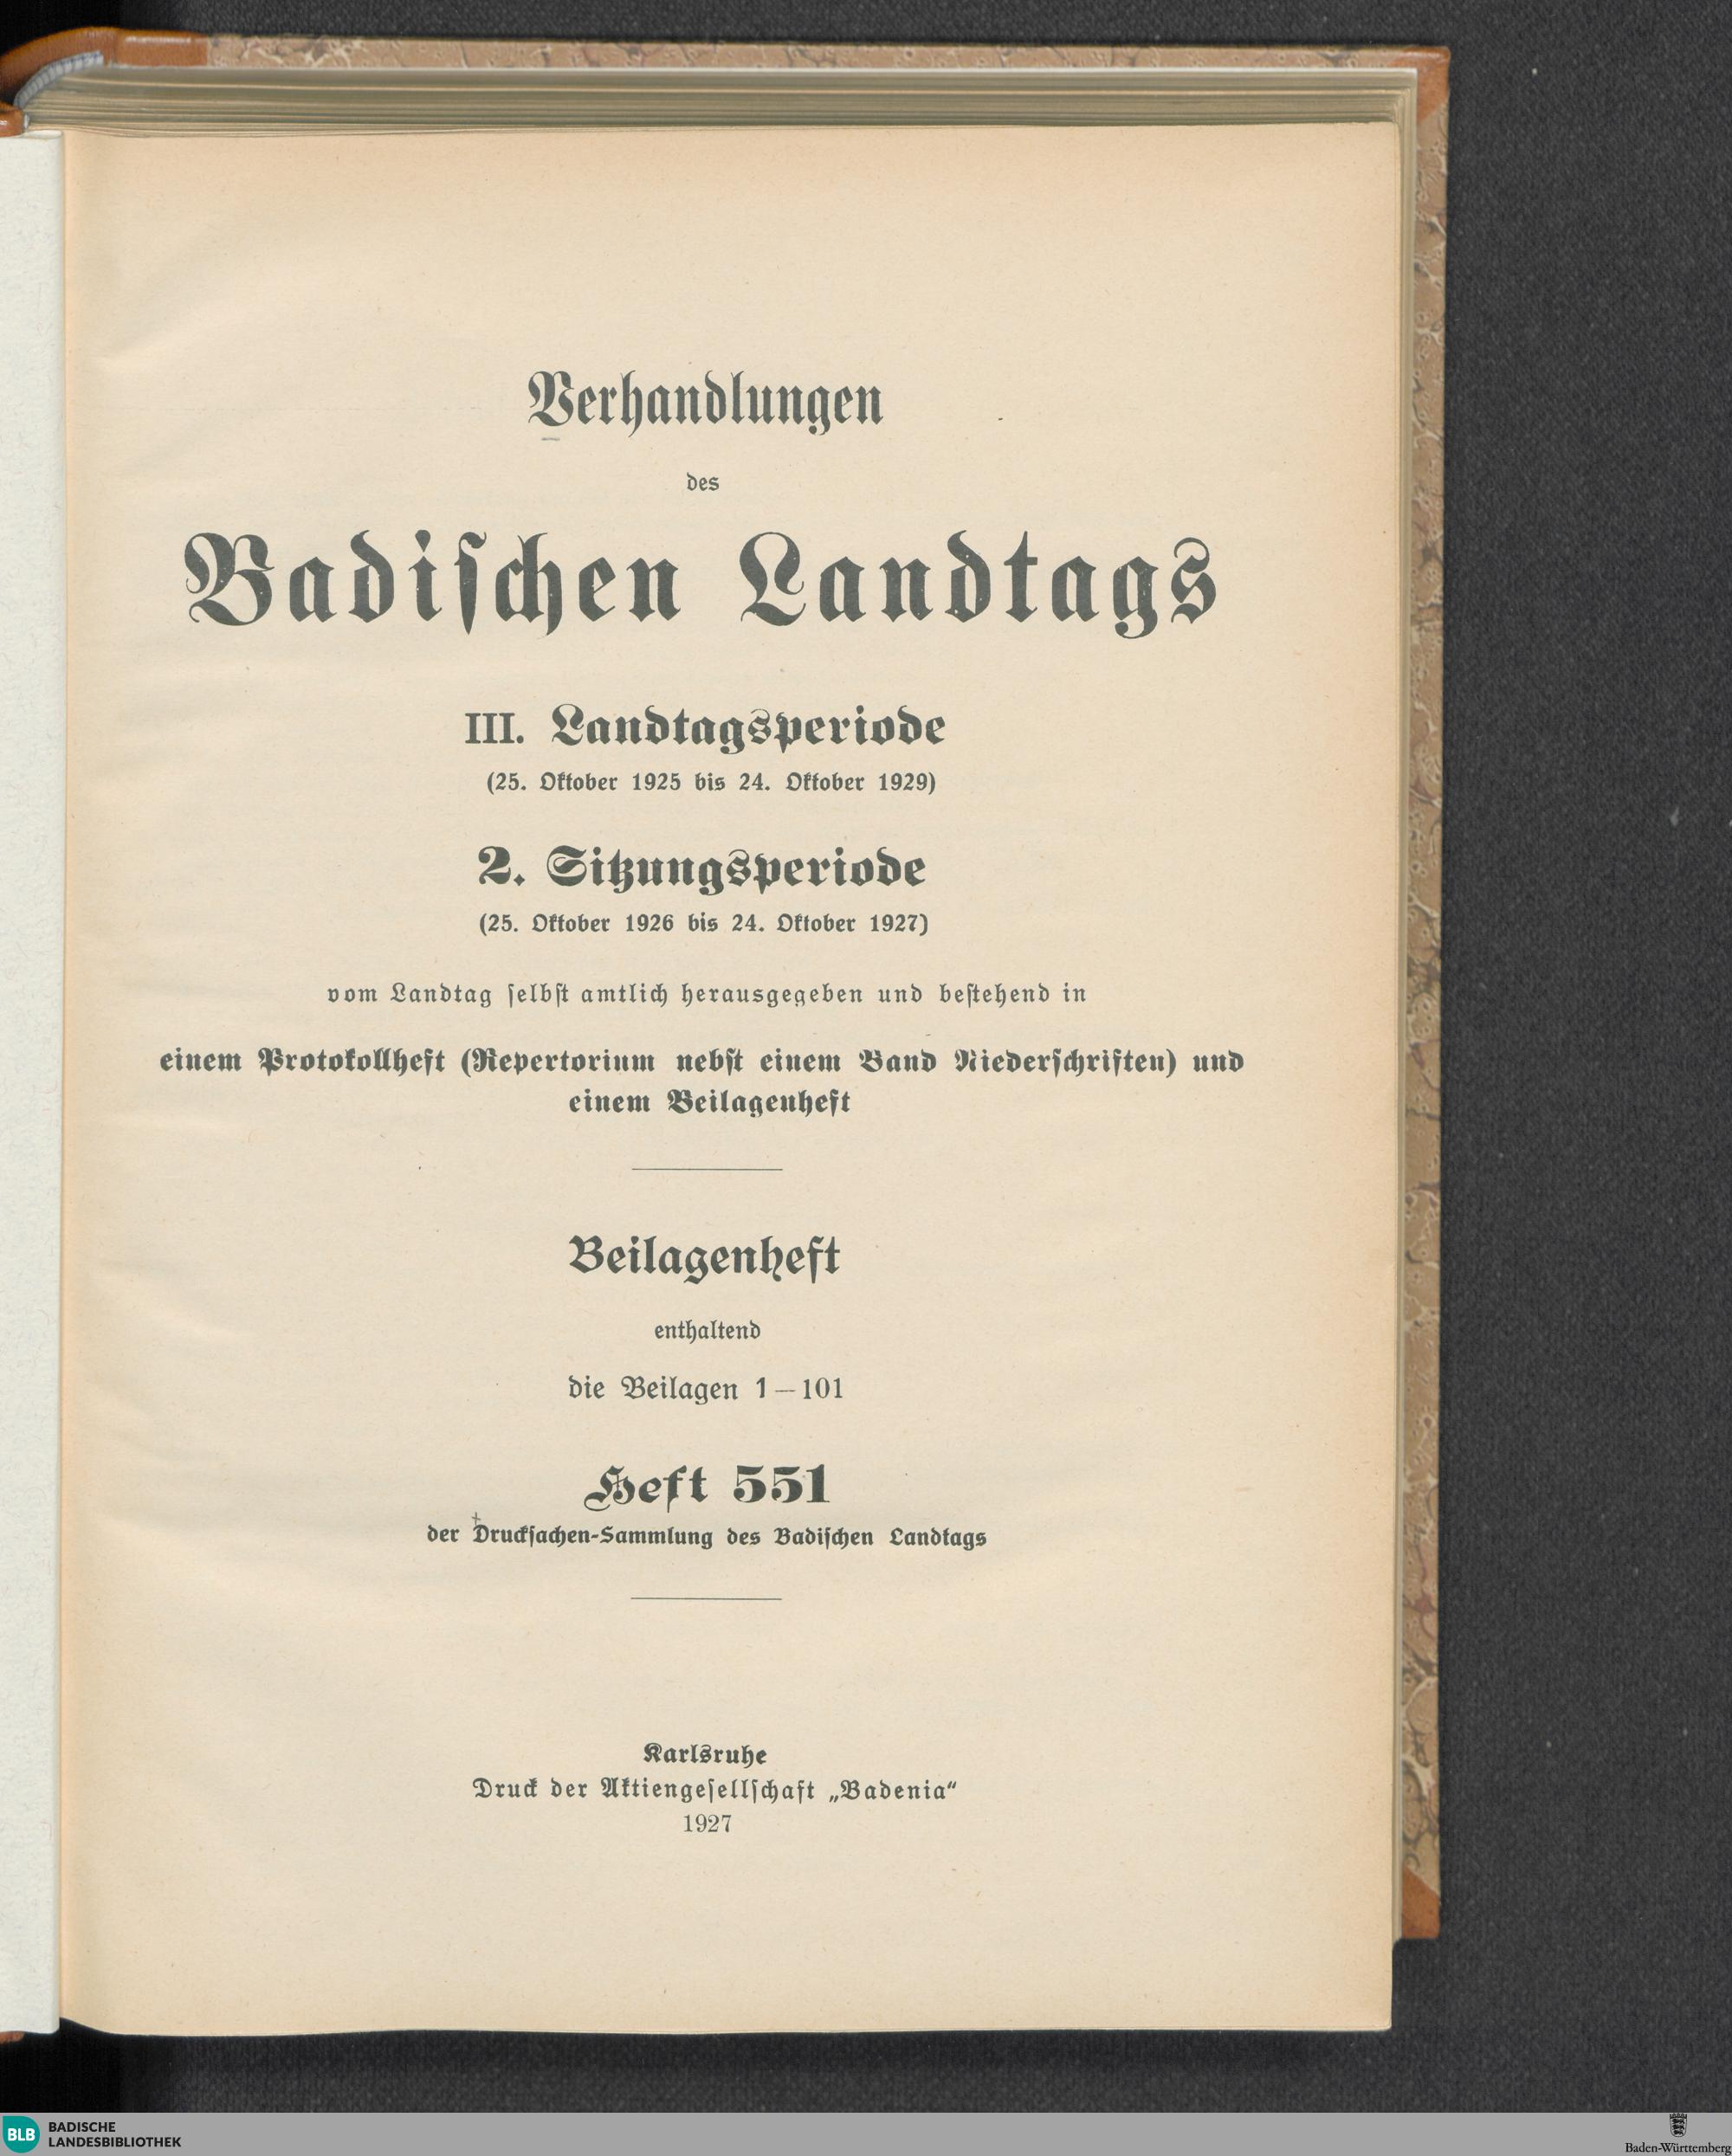 Verhandlungen
des
Badiſchen Landtags
III. Landtagsperiode
(25. Oktober 1925 bis 24. Oktober 1929)
2. Sitzungsperiode
(25. Oktober 1926 bis 24. Oktober 1927)
vom Landtag ſelbſt amtlich herausgegeben und beſtehend in
einem Protokollheft (Repertorium nebſt einem Band Niederſchriften) und
einem Beilagenheft
Beilagenheft
enthaltend
die Beilagen 1—101
Heft 551
der Druckſachen-Sammlung des Badiſchen Landtags
Karlsruhe
Druck der Aktiengeſellſchaft „Badenia“
1927
BLB BADISCHE
LANDESBIBLIOTHEK
Baden-Württemberg